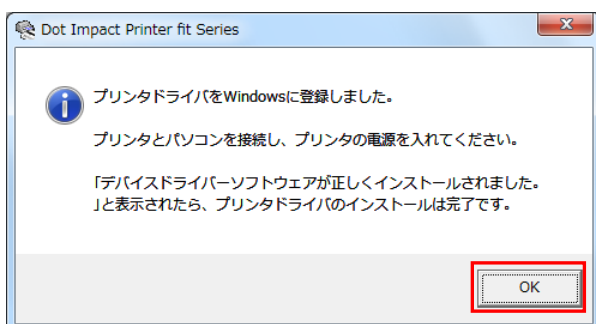 Dot Impact Printer fit Series
プリンタドライバをWindowsに登録しました。
プリンタとパソコンを接続し、プリンタの電源を入れてください。
「デバイスドライバーソフトウェアが正しくインストールされました。
」と表示されたら、プリンタドライバのインストールは完了です。
OK